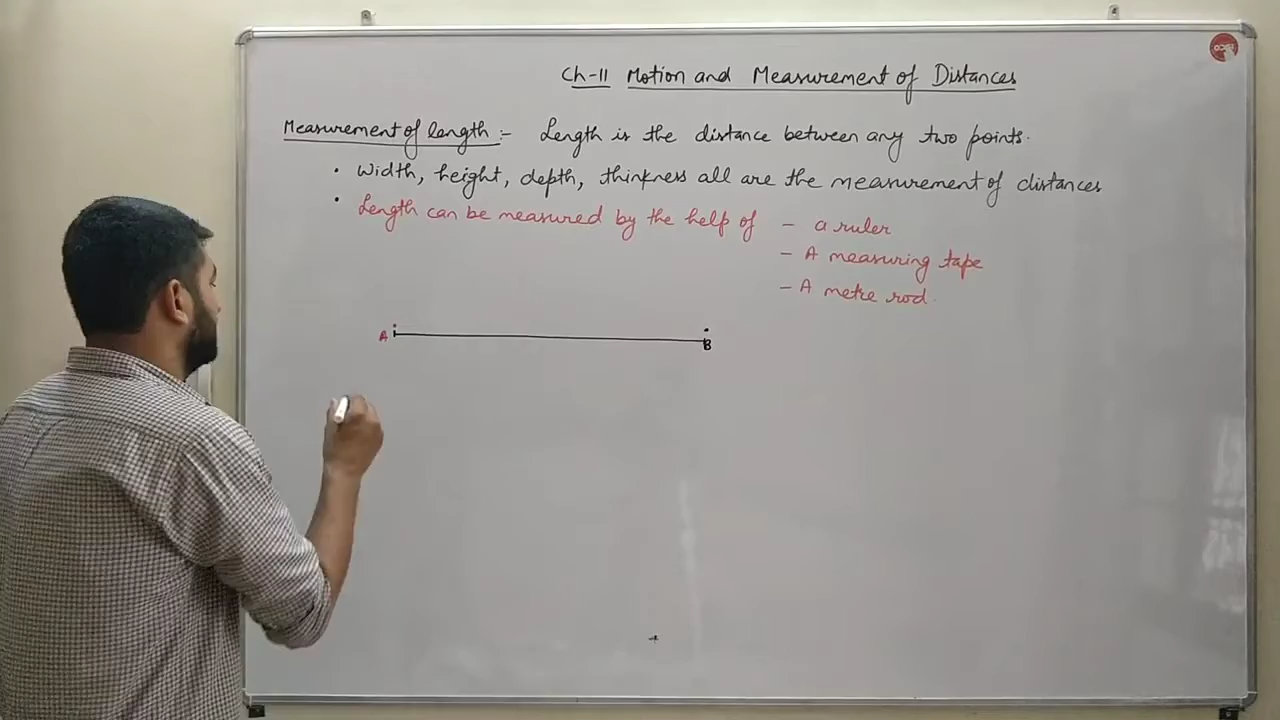 Ch-11 Motion and Measurement of Distances
Measurement of length :- Length is the distance between any two points.
• Width, height, depth, thinkness all are the measurement of distances
• Length can be measured by the help of - a ruler
- A measuring tape
- A metre rod.
A B